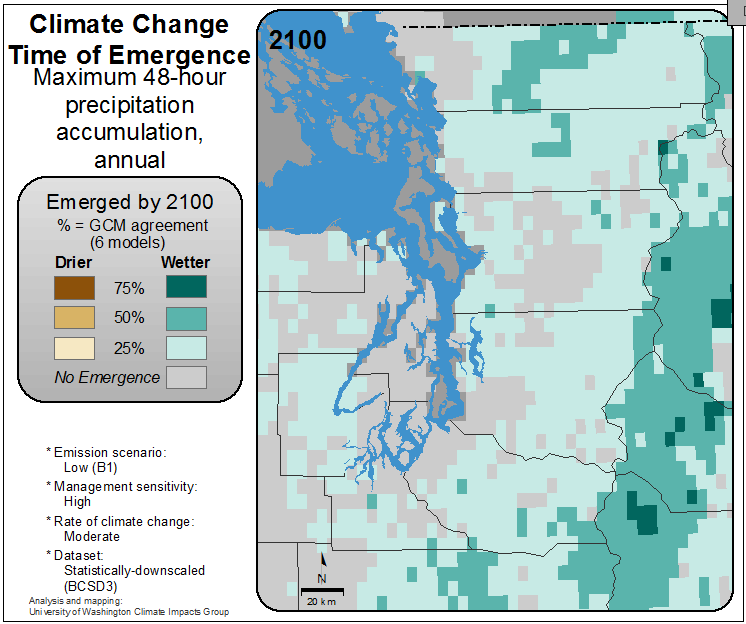 Climate Change
Time of Emergence
Maximum 48-hour
precipitation
accumulation,
annual
Emerged by 2100
% = GCM agreement
(6 models)
Drier Wetter
75%
50%
25%
No Emergence
* Emission scenario:
Low (B1)
* Management sensitivity:
High
* Rate of climate change:
Moderate
* Dataset:
Statistically-downscaled
(BCSD3)
Analysis and mapping:
University of Washington Climate Impacts Group
2100
N
20 km